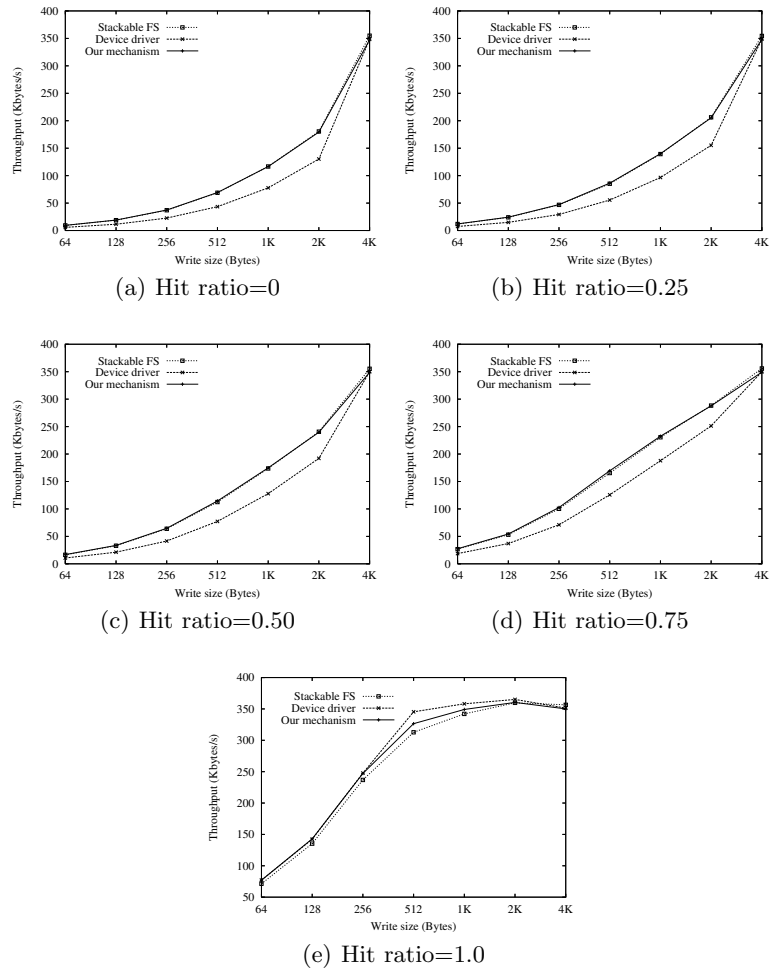 400
350
300
250
200
150
100
50
0
Throughput (Kbytes/s)
Stackable FS
Device driver
Our mechanism
64 128 256 512 1K 2K 4K
Write size (Bytes)
(a) Hit ratio=0
400
350
300
250
200
150
100
50
0
Throughput (Kbytes/s)
Stackable FS
Device driver
Our mechanism
64 128 256 512 1K 2K 4K
Write size (Bytes)
(b) Hit ratio=0.25
400
350
300
250
200
150
100
50
0
Throughput (Kbytes/s)
Stackable FS
Device driver
Our mechanism
64 128 256 512 1K 2K 4K
Write size (Bytes)
(c) Hit ratio=0.50
400
350
300
250
200
150
100
50
0
Throughput (Kbytes/s)
Stackable FS
Device driver
Our mechanism
64 128 256 512 1K 2K 4K
Write size (Bytes)
(d) Hit ratio=0.75
400
350
300
250
200
150
100
50
Throughput (Kbytes/s)
Stackable FS
Device driver
Our mechanism
64 128 256 512 1K 2K 4K
Write size (Bytes)
(e) Hit ratio=1.0